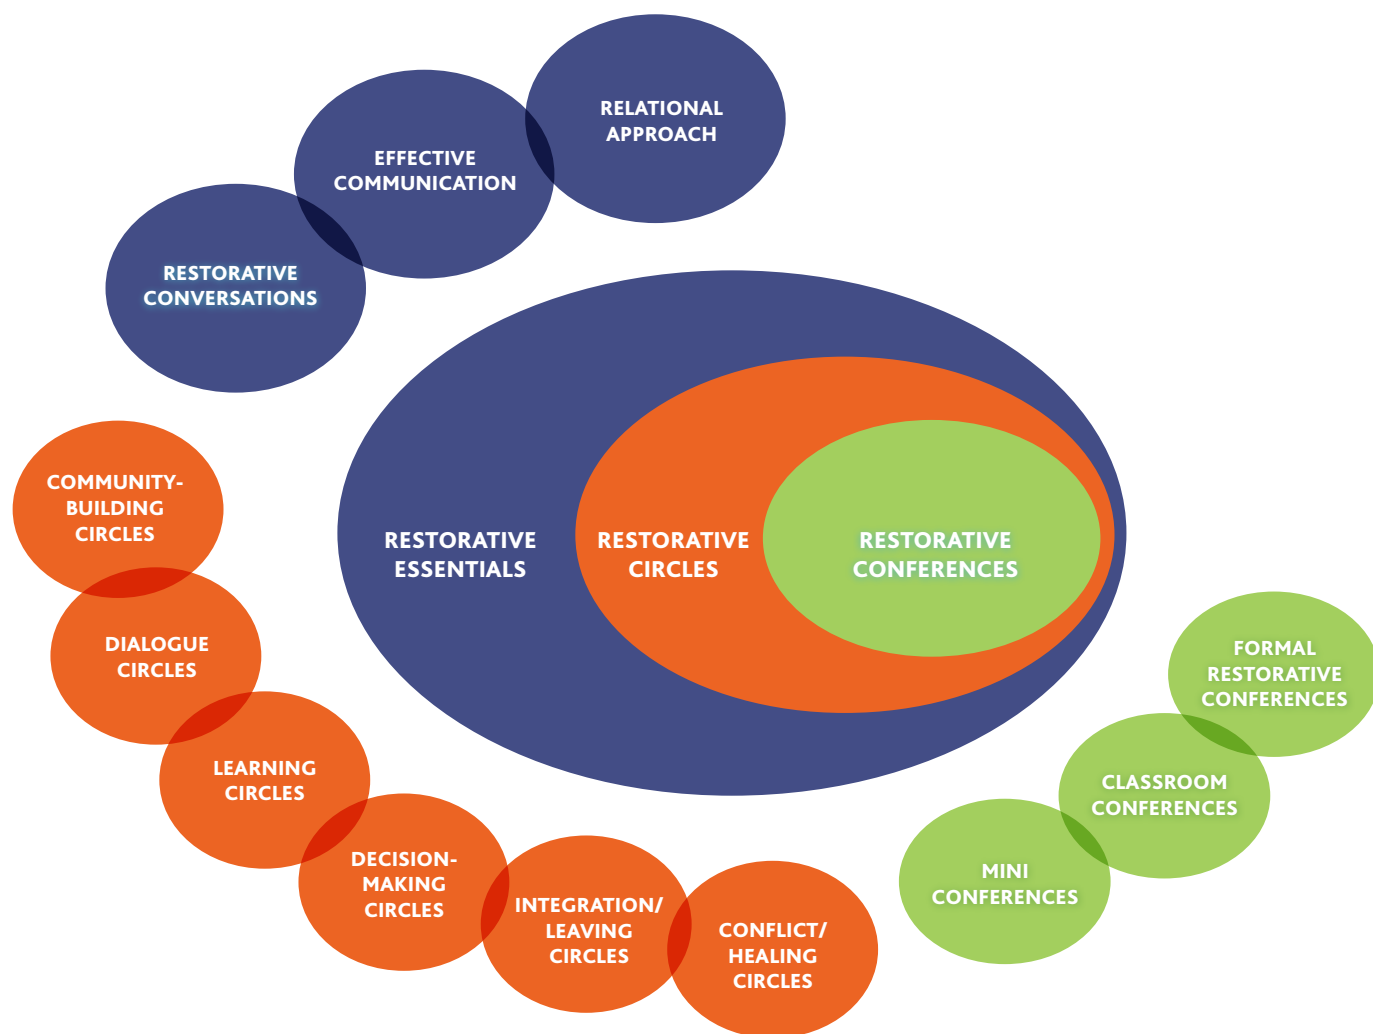 RELATIONAL
APPROACH
EFFECTIVE
COMMUNICATION
RESTORATIVE
CONVERSATIONS
RESTORATIVE
ESSENTIALS
RESTORATIVE
CIRCLES
RESTORATIVE
CONFERENCES
COMMUNITY-
BUILDING
CIRCLES
DIALOGUE
CIRCLES
LEARNING
CIRCLES
DECISION-
MAKING
CIRCLES
INTEGRATION/
LEAVING
CIRCLES
CONFLICT/
HEALING
CIRCLES
FORMAL
RESTORATIVE
CONFERENCES
CLASSROOM
CONFERENCES
MINI
CONFERENCES